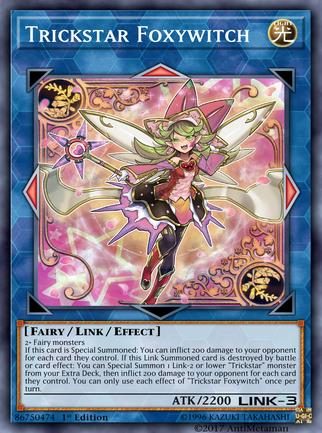 TRICKSTAR FOXYWITCH
LIGHT
光
[FAIRY / LINK / EFFECT]
2+ Fairy monsters
If this card is Special Summoned: You can inflict 200 damage to your opponent
for each card they control. If this Link Summoned card is destroyed by battle
or card effect: You can Special Summon 1 Link-2 or lower "Trickstar" monster
from your Extra Deck, then inflict 200 damage to your opponent for each card
they control. You can only use each effect of "Trickstar Foxywitch" once per
turn.
ATK/2200 LINK-3
86750474 1st Edition ©1996 KAZUKI TAKAHASHI
©2017 AntiMetaman